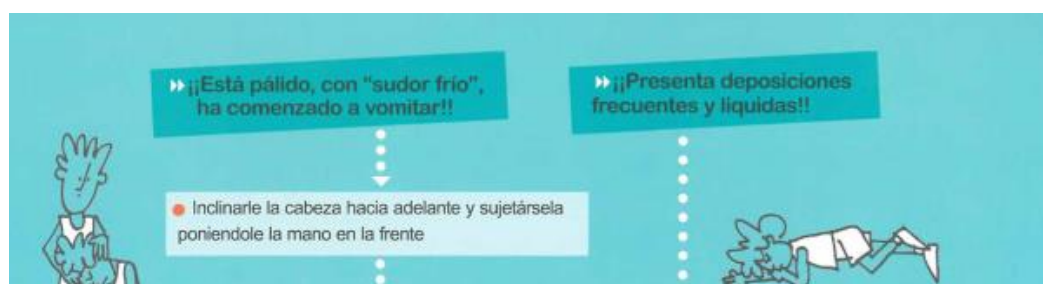 ¡¡Está pálido, con "sudor frío",
ha comenzado a vomitar!!
¡¡Presenta deposiciones
frecuentes y liquidas!!
Inclinarle la cabeza hacia adelante y sujetársela
poniendole la mano en la frente